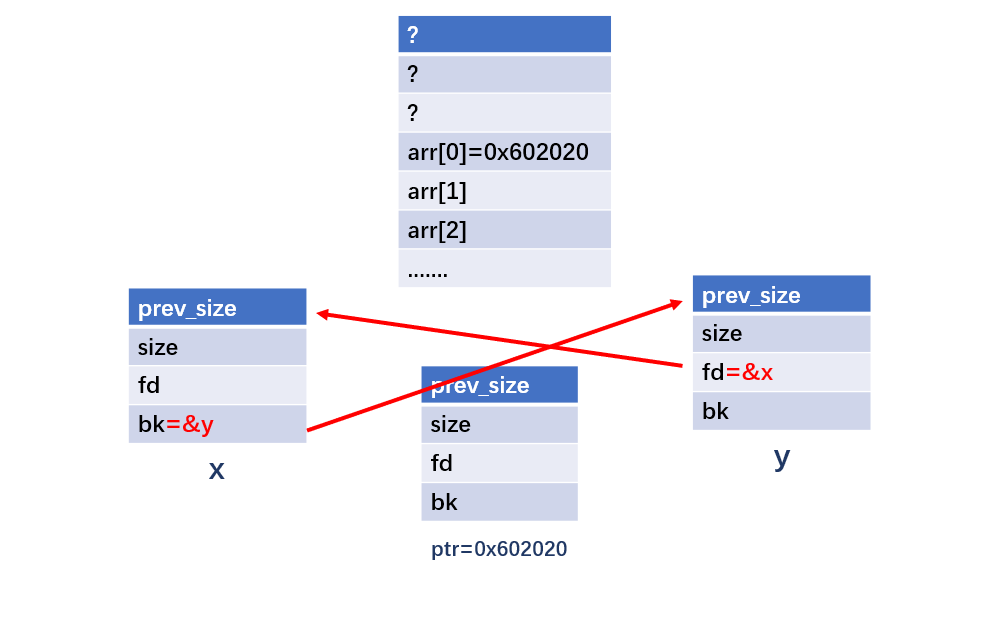 ?
?
?
arr[0]=0x602020
arr[1]
arr[2]
.......
prev_size
size
fd
bk=&y
x
prev_size
size
fd
bk
ptr=0x602020
prev_size
size
fd=&x
bk
y